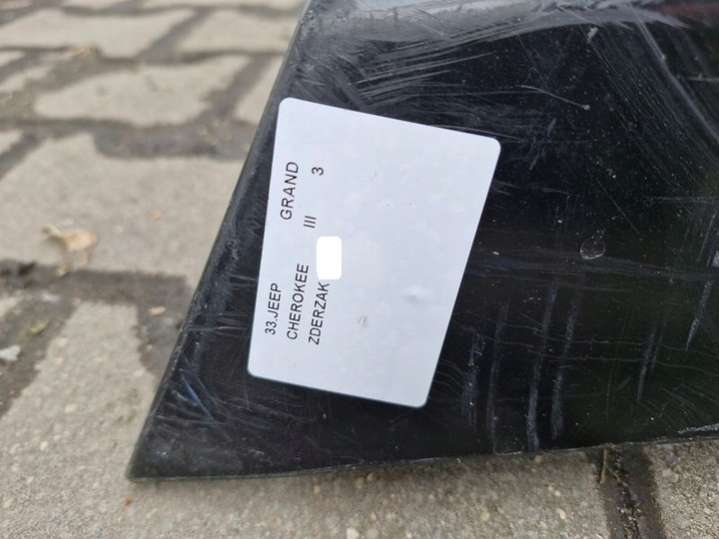 33.JEEP GRAND
CHEROKEE III 3
ZDERZAK